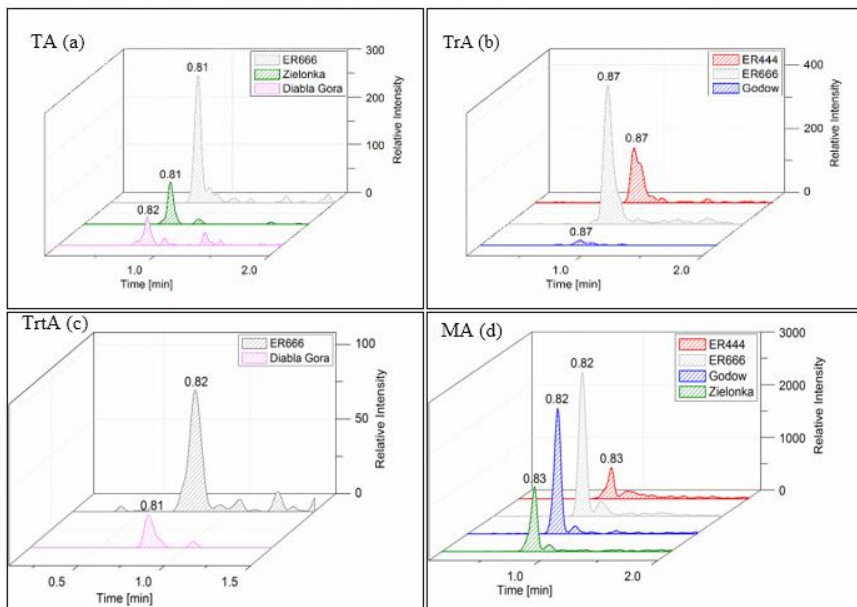 TA (a)
ER666
Zielonka
Diabla Gora
0.81
0.81
0.82
300
200
100
0
Relative Intensity
1.0
2.0
Time [min]
TrA (b)
ER444
ER666
Godow
0.87
0.87
0.87
400
200
0
Relative Intensity
1.0
2.0
Time [min]
TrtA (c)
ER666
Diabla Gora
0.82
0.81
100
50
0
Relative Intensity
0.5
1.0
1.5
Time [min]
MA (d)
ER444
ER666
Godow
Zielonka
0.82
0.82
0.83
0.83
3000
2000
1000
0
Relative Intensity
1.0
2.0
Time [min]